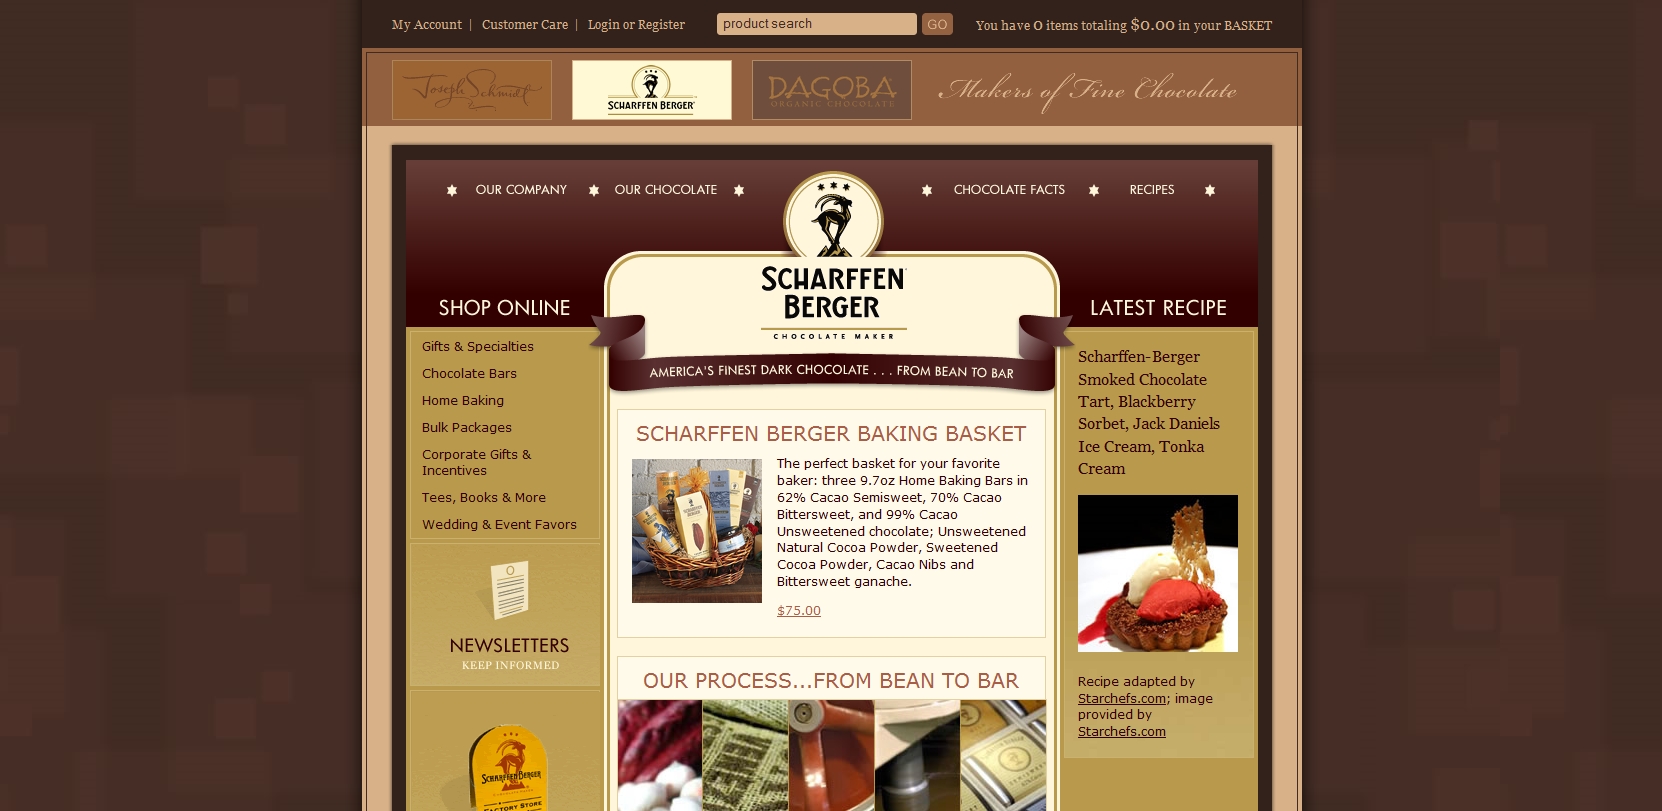 My Account | Customer Care | Login or Register
product search
GO
You have 0 items totaling $0.00 in your BASKET
Joseph Schmidt
SCHARFFEN BERGER
DAGOBA
ORGANIC CHOCOLATE
Makers of Fine Chocolate
OUR COMPANY
OUR CHOCOLATE
CHOCOLATE FACTS
RECIPES
SCHARFFEN
BERGER
CHOCOLATE MAKER
AMERICA'S FINEST DARK CHOCOLATE . . . FROM BEAN TO BAR
SHOP ONLINE
Gifts & Specialties
Chocolate Bars
Home Baking
Bulk Packages
Corporate Gifts &
Incentives
Tees, Books & More
Wedding & Event Favors
NEWSLETTERS
KEEP INFORMED
SCHARFFEN BERGER
CHOCOLATE MAKER
FACTORY STORE
SCHARFFEN BERGER BAKING BASKET
The perfect basket for your favorite
baker: three 9.7oz Home Baking Bars in
62% Cacao Semisweet, 70% Cacao
Bittersweet, and 99% Cacao
Unsweetened chocolate; Unsweetened
Natural Cocoa Powder, Sweetened
Cocoa Powder, Cacao Nibs and
Bittersweet ganache.
$75.00
OUR PROCESS...FROM BEAN TO BAR
LATEST RECIPE
Scharffen-Berger
Smoked Chocolate
Tart, Blackberry
Sorbet, Jack Daniels
Ice Cream, Tonka
Cream
Recipe adapted by
Starchefs.com; image
provided by
Starchefs.com